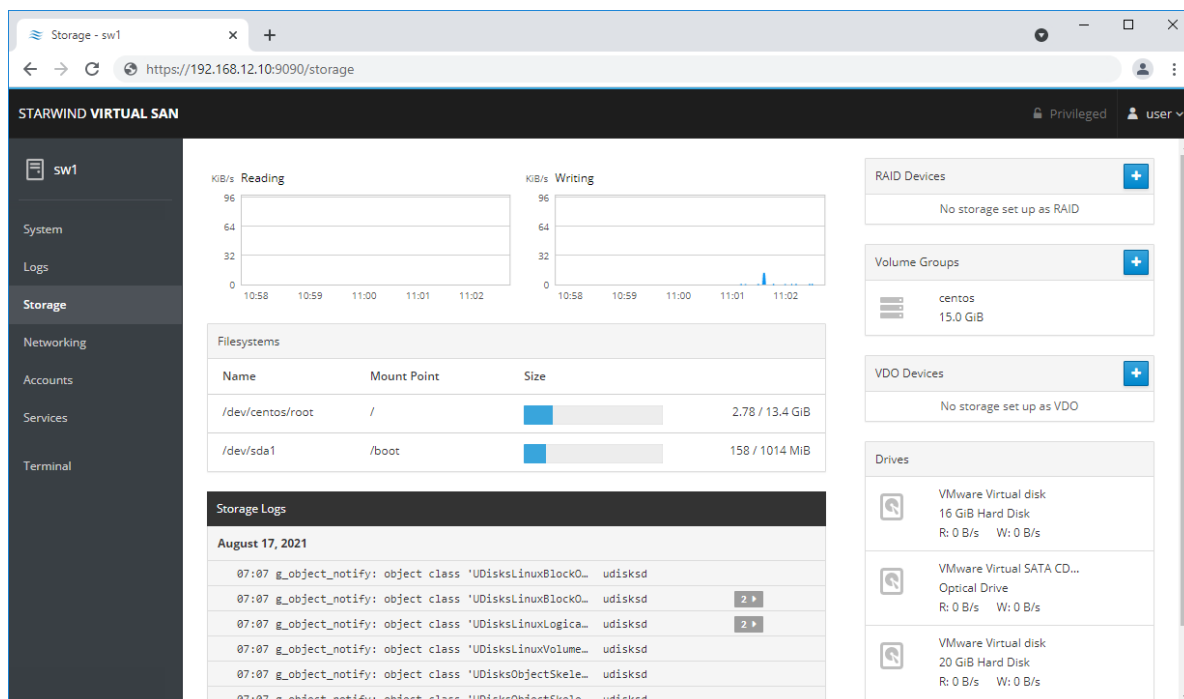 Storage - sw1
https://192.168.12.10:9090/storage
STARWIND VIRTUAL SAN
Privileged
user
sw1
System
Logs
Storage
Networking
Accounts
Services
Terminal
KiB/s Reading
96
64
32
0
10:58 10:59 11:00 11:01 11:02
KiB/s Writing
96
64
32
0
10:58 10:59 11:00 11:01 11:02
Filesystems
Name Mount Point Size
/dev/centos/root / 2.78 / 13.4 GiB
/dev/sda1 /boot 158 / 1014 MiB
Storage Logs
August 17, 2021
07:07 g_object_notify: object class 'UDisksLinuxBlockO… udisksd
07:07 g_object_notify: object class 'UDisksLinuxBlockO… udisksd 2
07:07 g_object_notify: object class 'UDisksLinuxLogica… udisksd 2
07:07 g_object_notify: object class 'UDisksLinuxVolume… udisksd
07:07 g_object_notify: object class 'UDisksObjectSkele… udisksd
07:07 g_object_notify: object class 'UDisksObjectSkele… udisksd
RAID Devices
No storage set up as RAID
Volume Groups
centos
15.0 GiB
VDO Devices
No storage set up as VDO
Drives
VMware Virtual disk
16 GiB Hard Disk
R: 0 B/s W: 0 B/s
VMware Virtual SATA CD...
Optical Drive
R: 0 B/s W: 0 B/s
VMware Virtual disk
20 GiB Hard Disk
R: 0 B/s W: 0 B/s